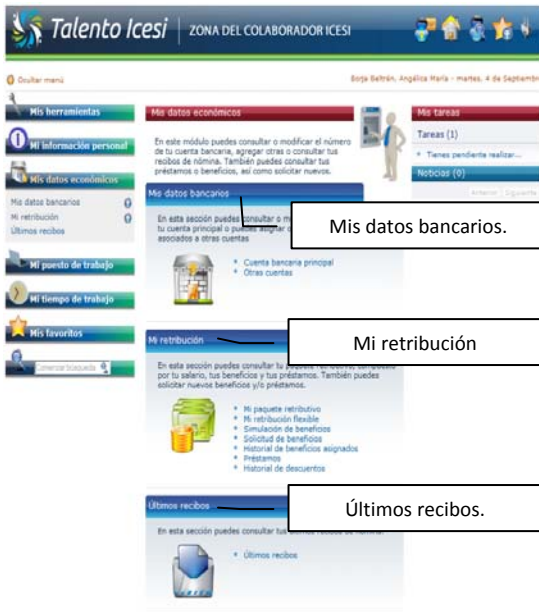 Talento Icesi | ZONA DEL COLABORADOR ICESI
Ocultar menú
Borja Beltrán, Angélica María - martes, 4 de Septiembre
Mis herramientas
Mi información personal
Mis datos económicos
Mis datos bancarios
Mi retribución
Últimos recibos
Mi puesto de trabajo
Mi tiempo de trabajo
Mis favoritos
Comenzar búsqueda
Mis datos económicos
En este módulo puedes consultar o modificar el número
de tu cuenta bancaria, agregar otras o consultar tus
recibos de nómina. También puedes consultar tus
préstamos o beneficios, así como solicitar nuevos.
Mis datos bancarios
En esta sección puedes consultar o
tu cuenta principal o puedes asignar
asociados a otras cuentas
Cuenta bancaria principal
Otras cuentas
Mis datos bancarios.
Mi retribución
En esta sección puedes consultar tu
por tu salario, tus beneficios y tus préstamos. También puedes
solicitar nuevos beneficios y/o préstamos.
Mi paquete retributivo
Mi retribución flexible
Simulación de beneficios
Solicitud de beneficios
Historial de beneficios asignados
Préstamos
Historial de descuentos
Mi retribución
Últimos recibos
En esta sección puedes consultar tus
Últimos recibos
Últimos recibos.
Mis tareas
Tareas (1)
Tienes pendiente realizar...
Noticias (0)
Anterior | Siguiente